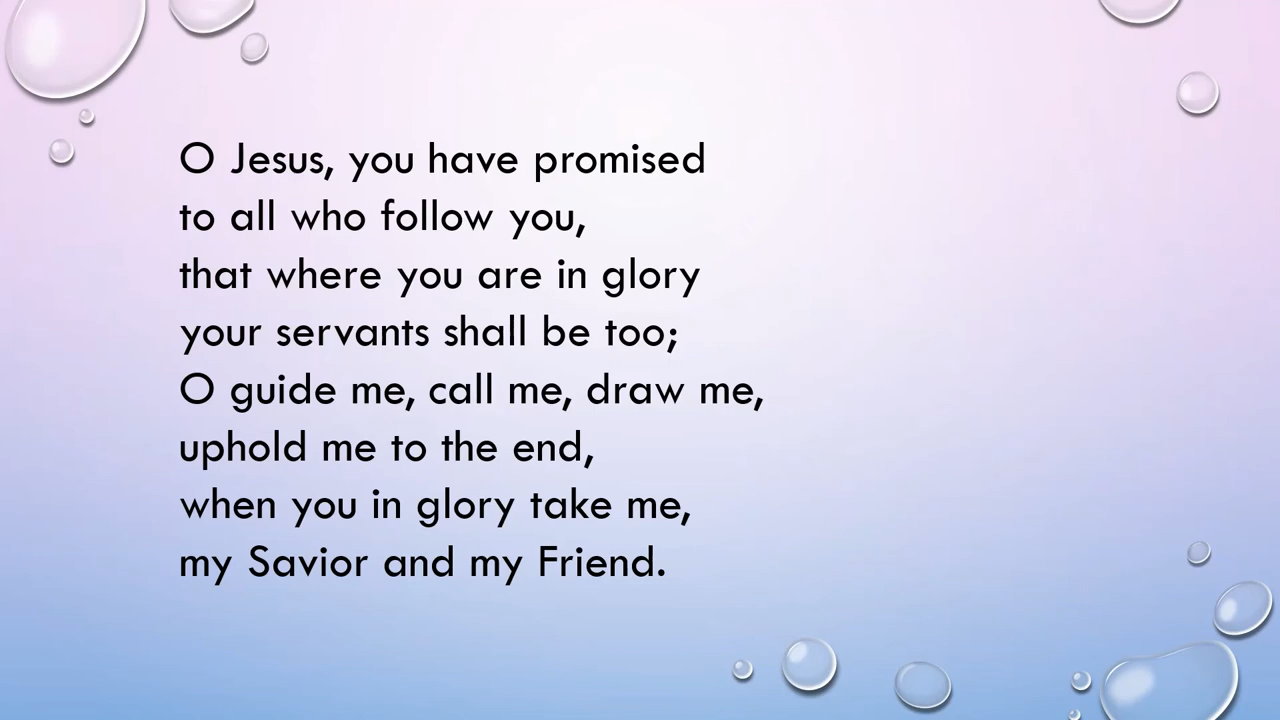 O Jesus, you have promised
to all who follow you,
that where you are in glory
your servants shall be too;
O guide me, call me, draw me,
uphold me to the end,
when you in glory take me,
my Savior and my Friend.